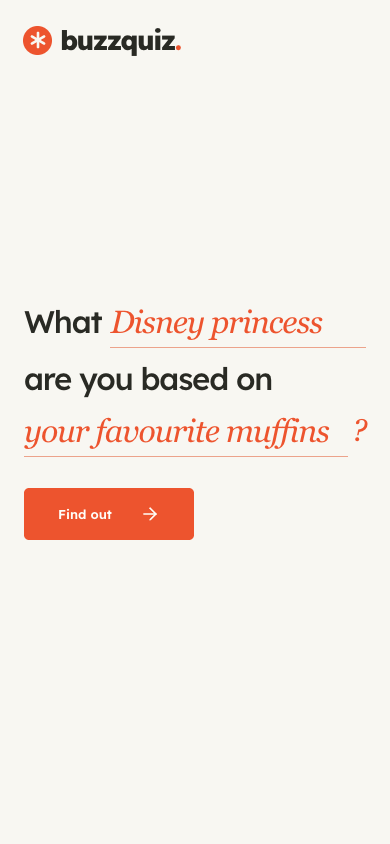 buzzquiz.
What Disney princess
are you based on
your favourite muffins ?
Find out